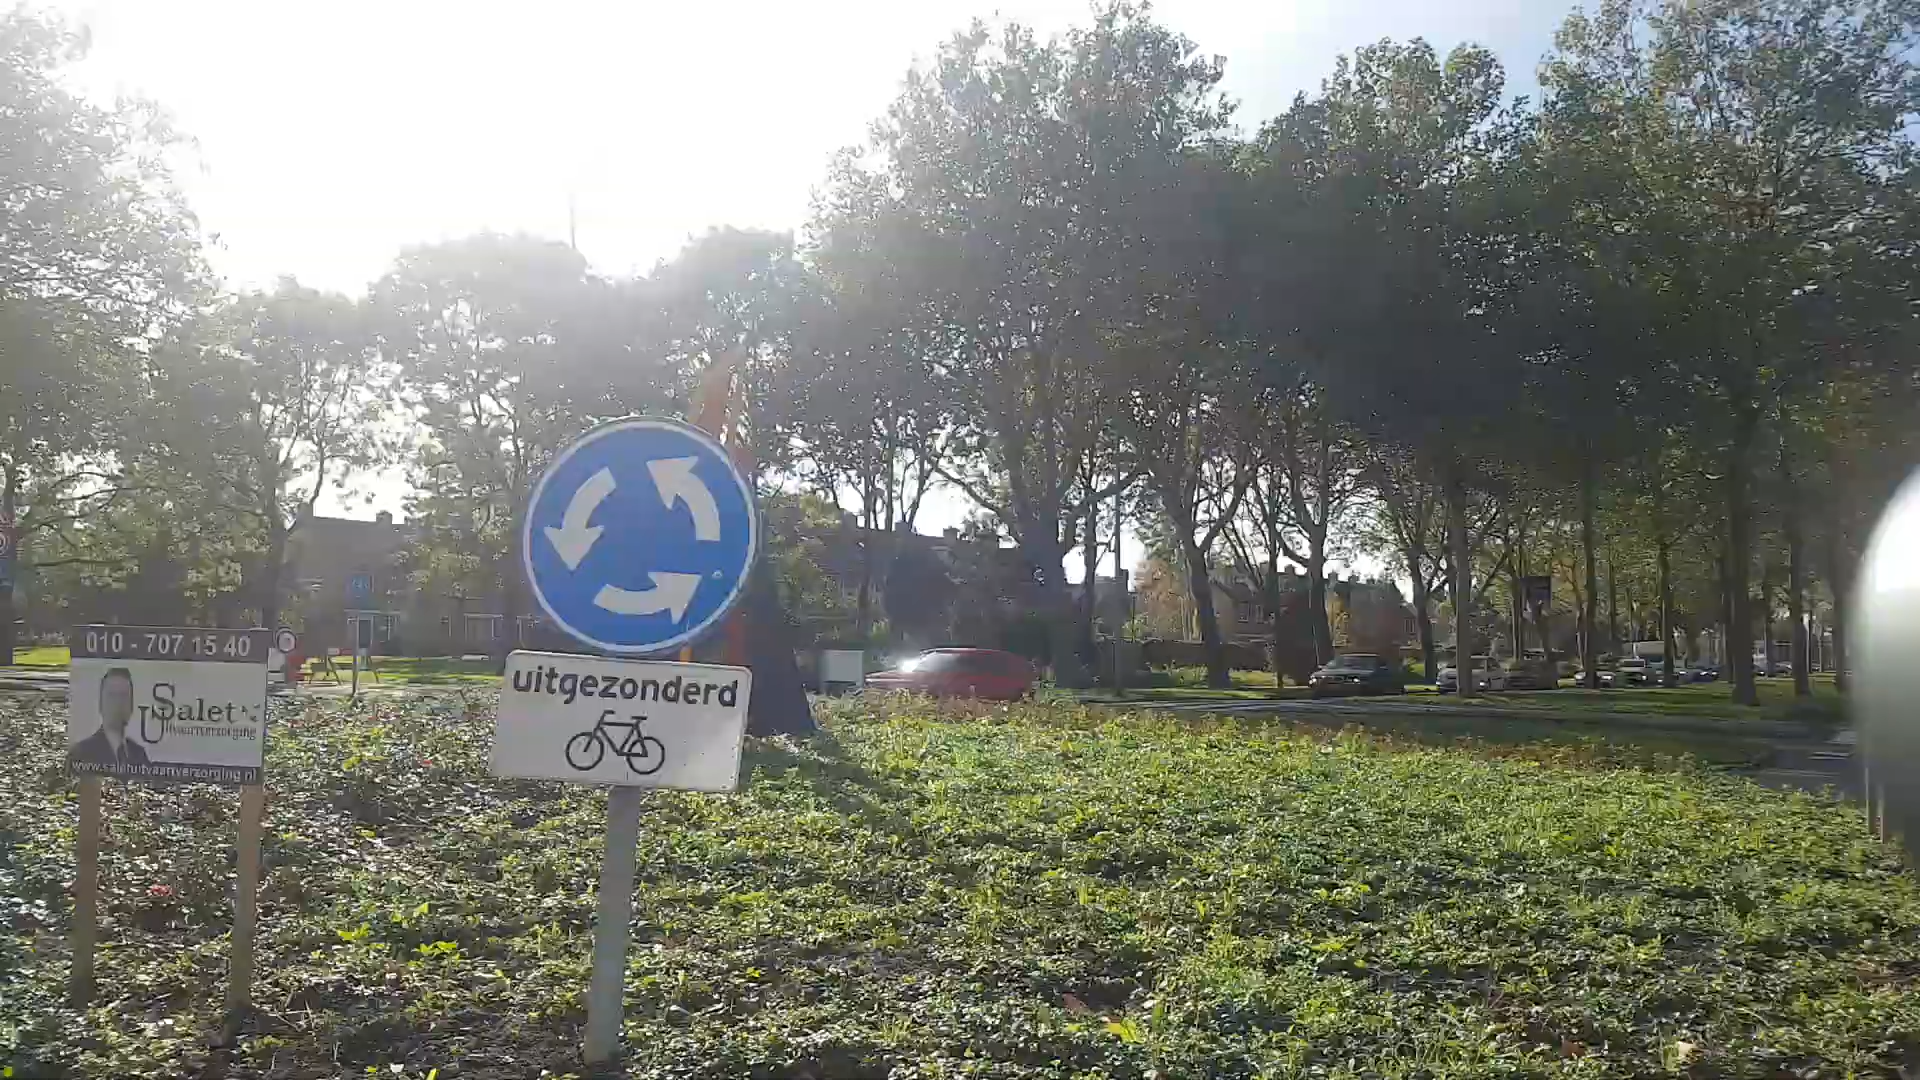 010 - 707 15 40
Salet
Uitvaartverzorging
www.saletuitvaartverzorging.nl
uitgezonderd